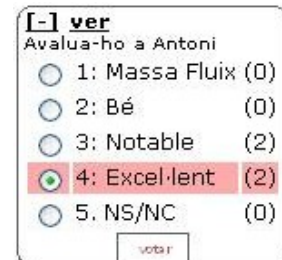 [-] ver
Avalua-ho a Antoni
1: Massa Fluix (0)
2: Bé (0)
3: Notable (2)
4: Excel·lent (2)
5. NS/NC (0)
votar